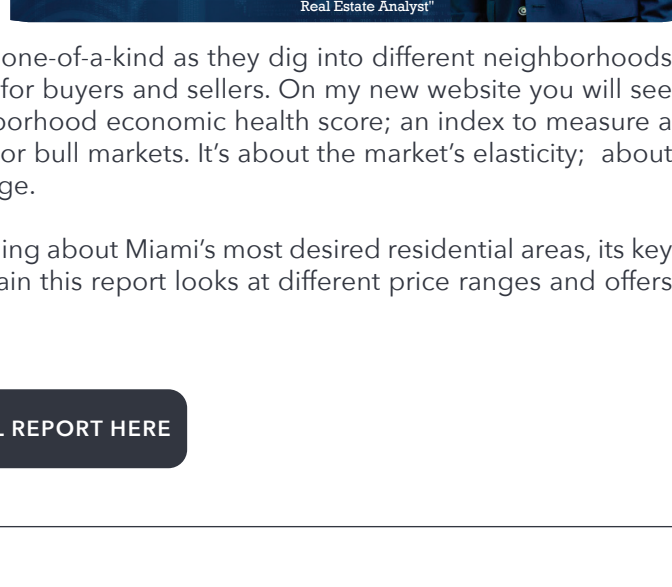 Real Estate Analyst"
one-of-a-kind as they dig into different neighborhoods
for buyers and sellers. On my new website you will see
borhood economic health score; an index to measure a
or bull markets. It’s about the market’s elasticity;  about
ge.
ing about Miami’s most desired residential areas, its key
ain this report looks at different price ranges and offers
L REPORT HERE